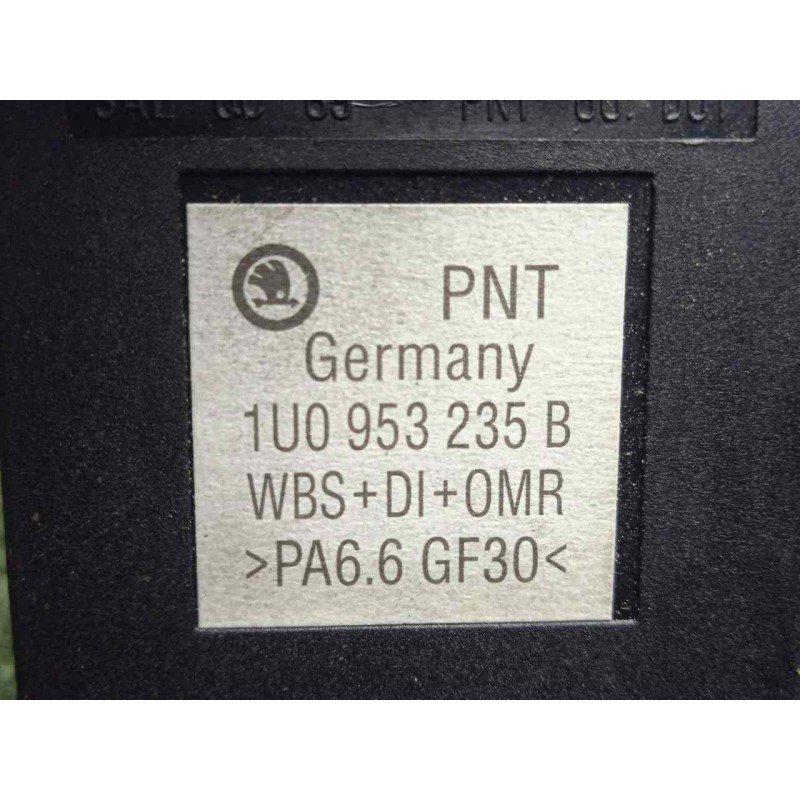 PNT
Germany
1U0 953 235 B
WBS+DI+OMR
>PA6.6 GF30<